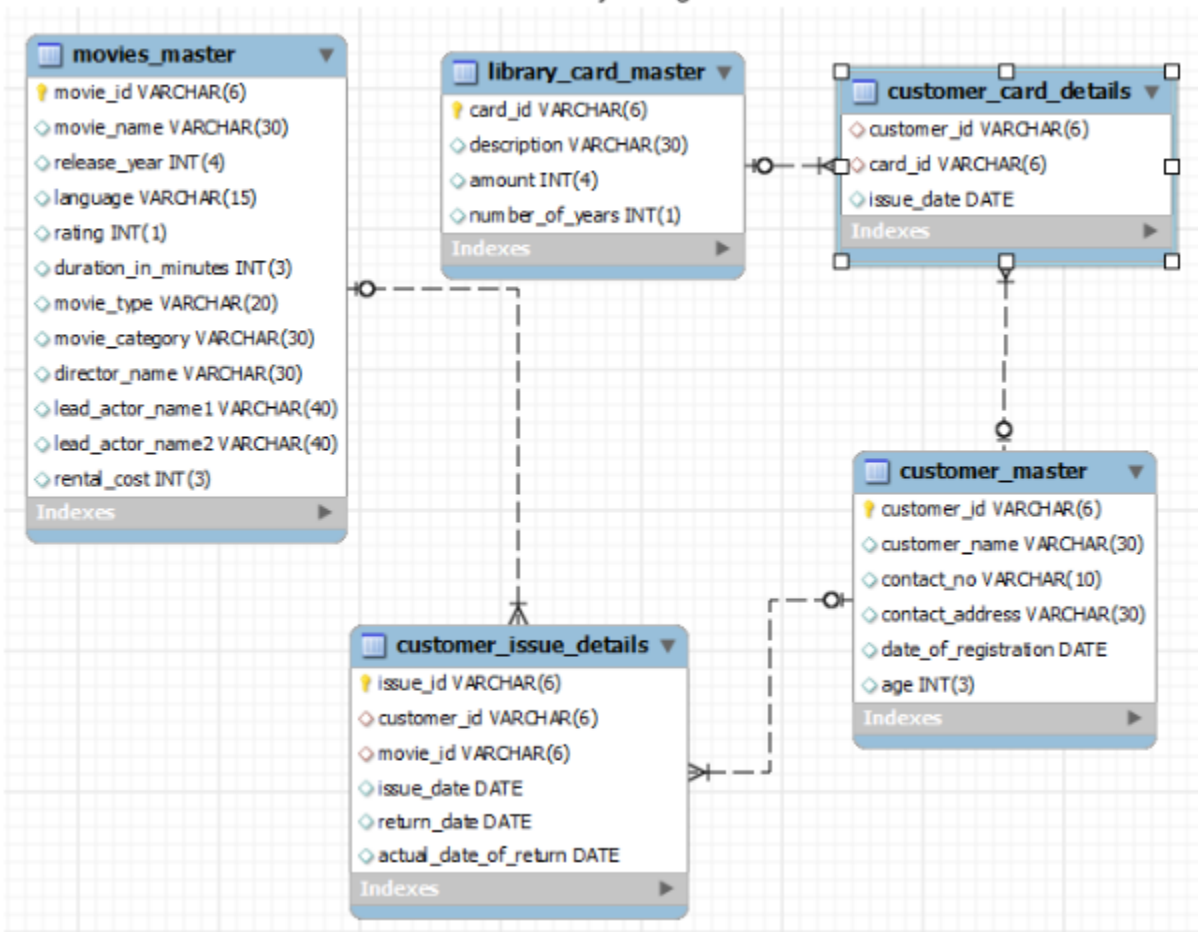 movies_master
movie_id VARCHAR(6)
movie_name VARCHAR(30)
release_year INT(4)
language VARCHAR(15)
rating INT(1)
duration_in_minutes INT(3)
movie_type VARCHAR(20)
movie_category VARCHAR(30)
director_name VARCHAR(30)
lead_actor_name1 VARCHAR(40)
lead_actor_name2 VARCHAR(40)
rental_cost INT(3)
Indexes
library_card_master
card_id VARCHAR(6)
description VARCHAR(30)
amount INT(4)
number_of_years INT(1)
Indexes
customer_card_details
customer_id VARCHAR(6)
card_id VARCHAR(6)
issue_date DATE
Indexes
customer_master
customer_id VARCHAR(6)
customer_name VARCHAR(30)
contact_no VARCHAR(10)
contact_address VARCHAR(30)
date_of_registration DATE
age INT(3)
Indexes
customer_issue_details
issue_id VARCHAR(6)
customer_id VARCHAR(6)
movie_id VARCHAR(6)
issue_date DATE
return_date DATE
actual_date_of_return DATE
Indexes